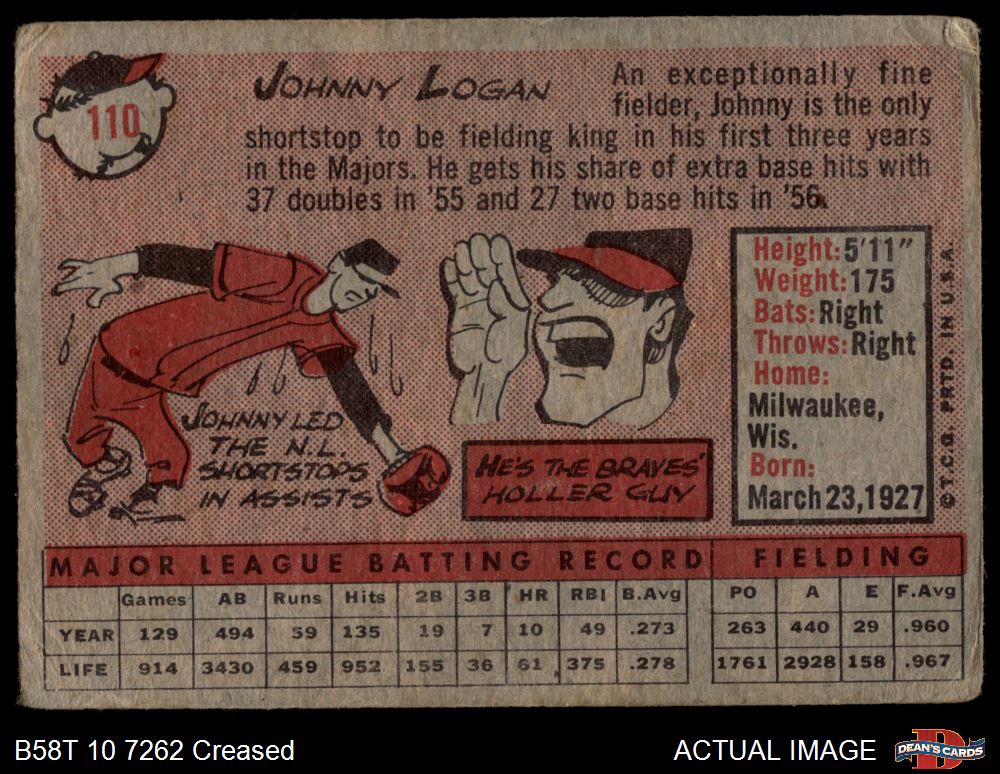 110
JOHNNY LOGAN
An exceptionally fine
fielder, Johnny is the only
shortstop to be fielding king in his first three years
in the Majors. He gets his share of extra base hits with
37 doubles in '55 and 27 two base hits in '56.
JOHNNY LED
THE N.L.
SHORTSTOPS
IN ASSISTS
HE'S THE BRAVES'
HOLLER GUY
Height: 5'11"
Weight: 175
Bats: Right
Throws: Right
Home:
Milwaukee,
Wis.
Born:
March 23, 1927
© T.C.G. PRTD. IN U.S.A.
MAJOR LEAGUE BATTING RECORD FIELDING
Games AB Runs Hits 2B 3B HR RBI B.Avg PO A E F.Avg
YEAR 129 494 59 135 19 7 10 49 .273 263 440 29 .960
LIFE 914 3430 459 952 155 36 61 375 .278 1761 2928 158 .967
B58T 10 7262 Creased
ACTUAL IMAGE
D
DEAN'S CARDS